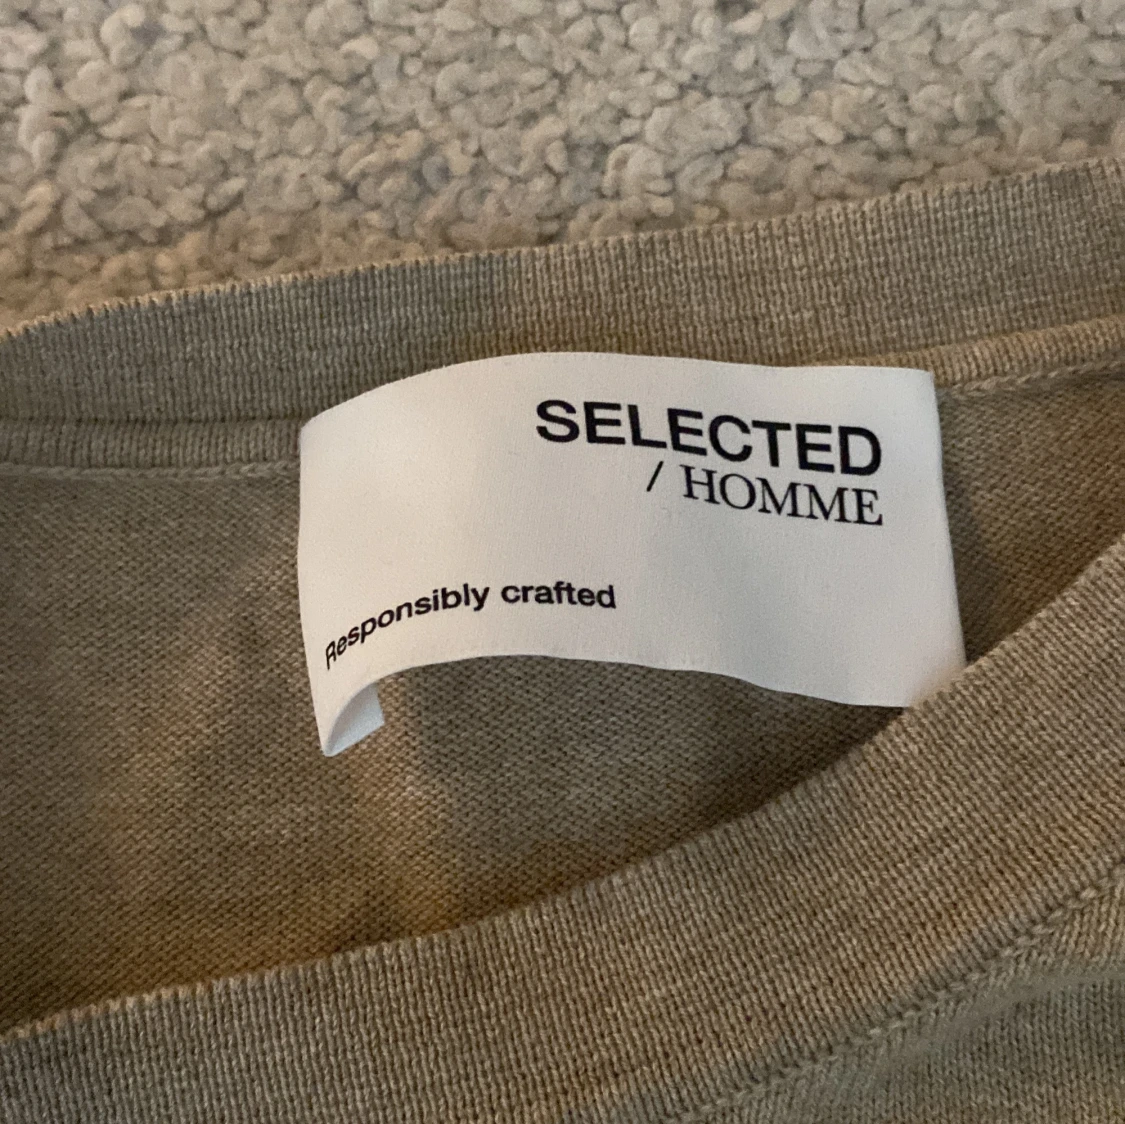 SELECTED
/ HOMME
Responsibly crafted